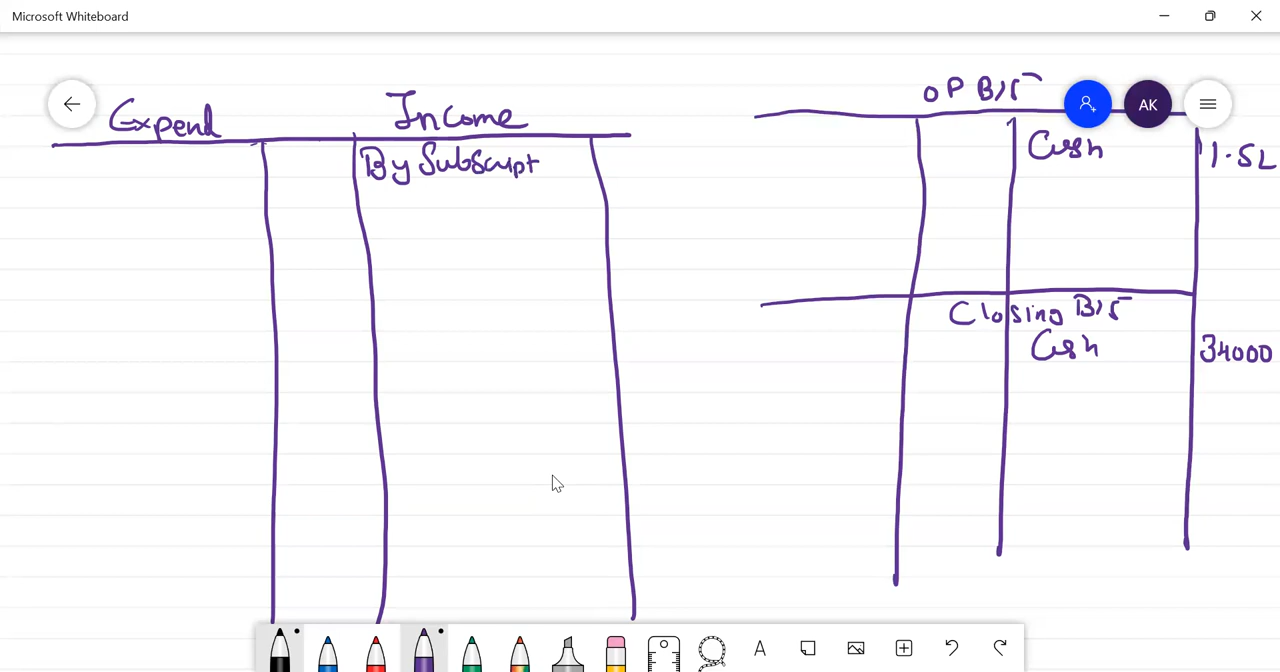 Microsoft Whiteboard
Expend
Income
By Subscript
OP B/S
AK
Cash
1.5L
Closing B/S
Cash
34000
A